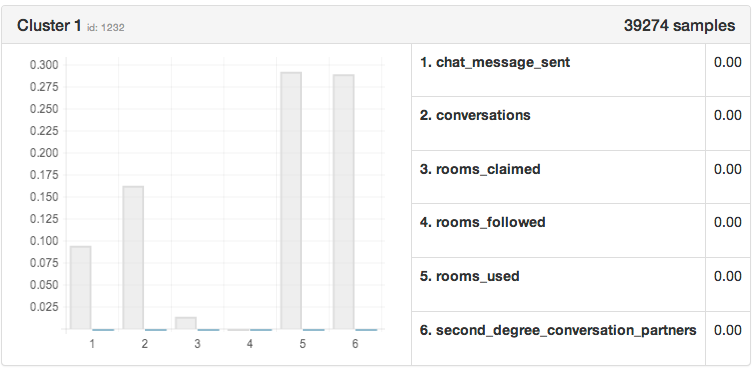 Cluster 1 id: 1232
39274 samples
0.300
0.275
0.250
0.225
0.200
0.175
0.150
0.125
0.100
0.075
0.050
0.025
1 2 3 4 5 6
1. chat_message_sent 0.00
2. conversations 0.00
3. rooms_claimed 0.00
4. rooms_followed 0.00
5. rooms_used 0.00
6. second_degree_conversation_partners 0.00